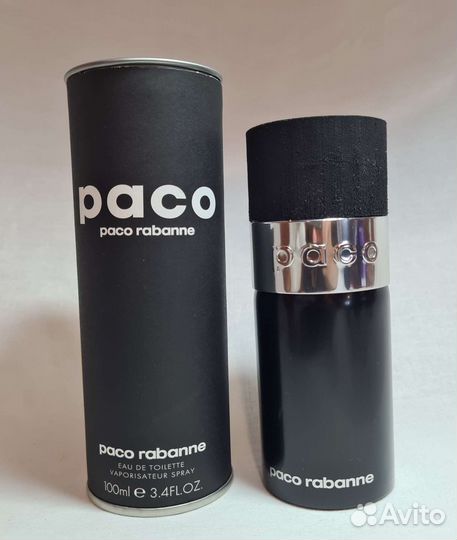 paco
paco rabanne
paco rabanne
EAU DE TOILETTE
VAPORISATEUR SPRAY
100ml e 3.4FL.OZ.
paco
paco rabanne
Avito